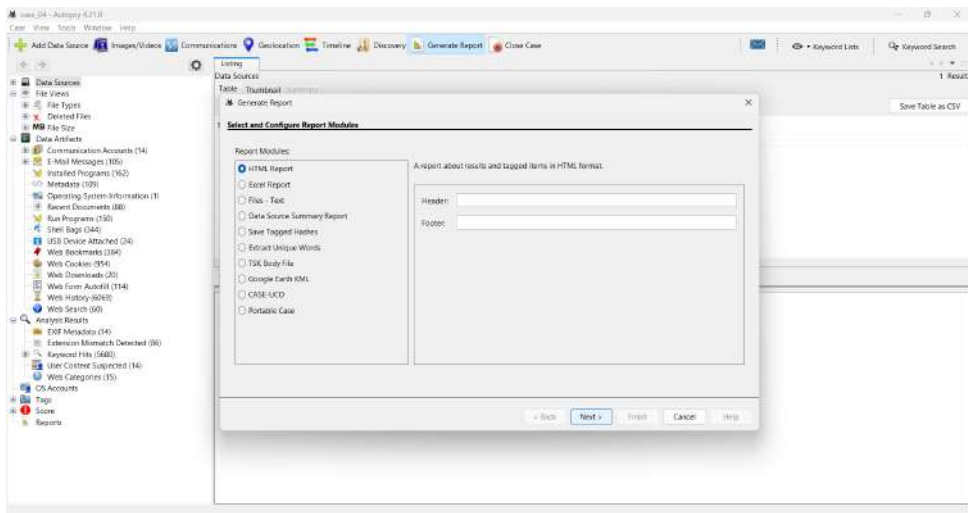 case_04 - Autopsy 4.21.0
Case View Tools Window Help
Add Data Source Images/Videos Communications Geolocation Timeline Discovery Generate Report Close Case Keyword Lists Keyword Search
Listing
Data Sources
1 Result
Table Thumbnail Summary
Save Table as CSV
Data Sources
File Views
File Types
Deleted Files
MB File Size
Data Artifacts
Communication Accounts (14)
E-Mail Messages (105)
Installed Programs (162)
Metadata (109)
Operating System Information (1)
Recent Documents (88)
Run Programs (150)
Shell Bags (344)
USB Device Attached (24)
Web Bookmarks (384)
Web Cookies (954)
Web Downloads (20)
Web Form Autofill (114)
Web History (6069)
Web Search (60)
Analysis Results
EXIF Metadata (14)
Extension Mismatch Detected (86)
Keyword Hits (5680)
User Content Suspected (14)
Web Categories (15)
OS Accounts
Tags
Score
Reports
Generate Report
Select and Configure Report Modules
Report Modules:
HTML Report
Excel Report
Files - Text
Data Source Summary Report
Save Tagged Hashes
Extract Unique Words
TSK Body File
Google Earth KML
CASE-UCO
Portable Case
A report about results and tagged items in HTML format.
Header:
Footer:
< Back Next > Finish Cancel Help